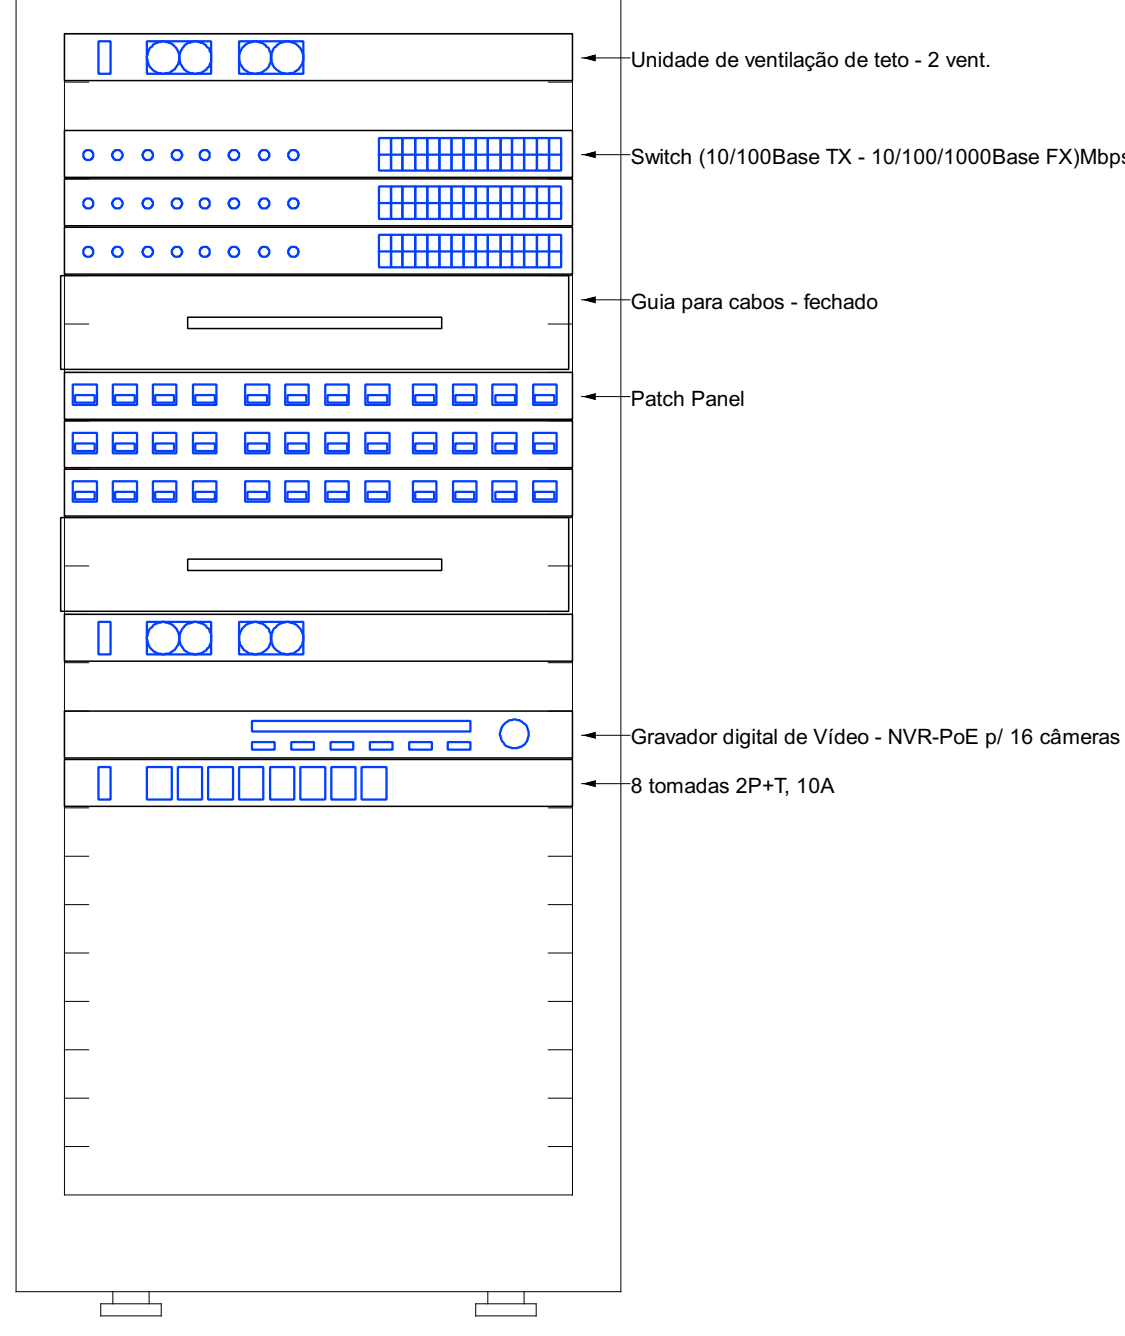 Unidade de ventilação de teto - 2 vent.
Switch (10/100Base TX - 10/100/1000Base FX)Mbps
Guia para cabos - fechado
Patch Panel
Gravador digital de Vídeo - NVR-PoE p/ 16 câmeras
8 tomadas 2P+T, 10A